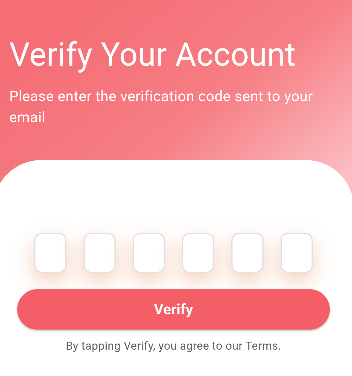 Verify Your Account
Please enter the verification code sent to your
email
Verify
By tapping Verify, you agree to our Terms.